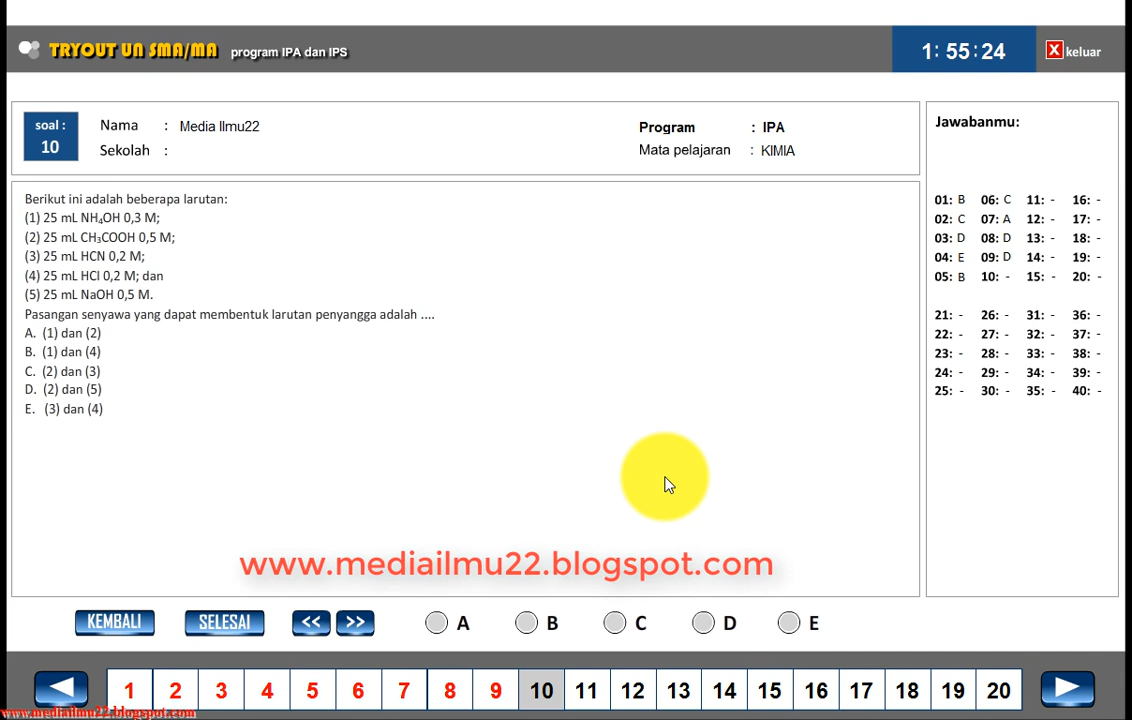 TRYOUT UN SMA/MA program IPA dan IPS
1: 55: 24
X keluar
soal :
10
Nama : Media Ilmu22
Sekolah :
Program : IPA
Mata pelajaran : KIMIA
Berikut ini adalah beberapa larutan:
(1) 25 mL NH₄OH 0,3 M;
(2) 25 mL CH₃COOH 0,5 M;
(3) 25 mL HCN 0,2 M;
(4) 25 mL HCl 0,2 M; dan
(5) 25 mL NaOH 0,5 M.
Pasangan senyawa yang dapat membentuk larutan penyangga adalah ....
A. (1) dan (2)
B. (1) dan (4)
C. (2) dan (3)
D. (2) dan (5)
E. (3) dan (4)
www.mediailmu22.blogspot.com
Jawabanmu:
01: B 06: C 11: - 16: -
02: C 07: A 12: - 17: -
03: D 08: D 13: - 18: -
04: E 09: D 14: - 19: -
05: B 10: - 15: - 20: -
21: - 26: - 31: - 36: -
22: - 27: - 32: - 37: -
23: - 28: - 33: - 38: -
24: - 29: - 34: - 39: -
25: - 30: - 35: - 40: -
KEMBALI SELESAI << >> A B C D E
1 2 3 4 5 6 7 8 9 10 11 12 13 14 15 16 17 18 19 20
www.mediailmu22.blogspot.com